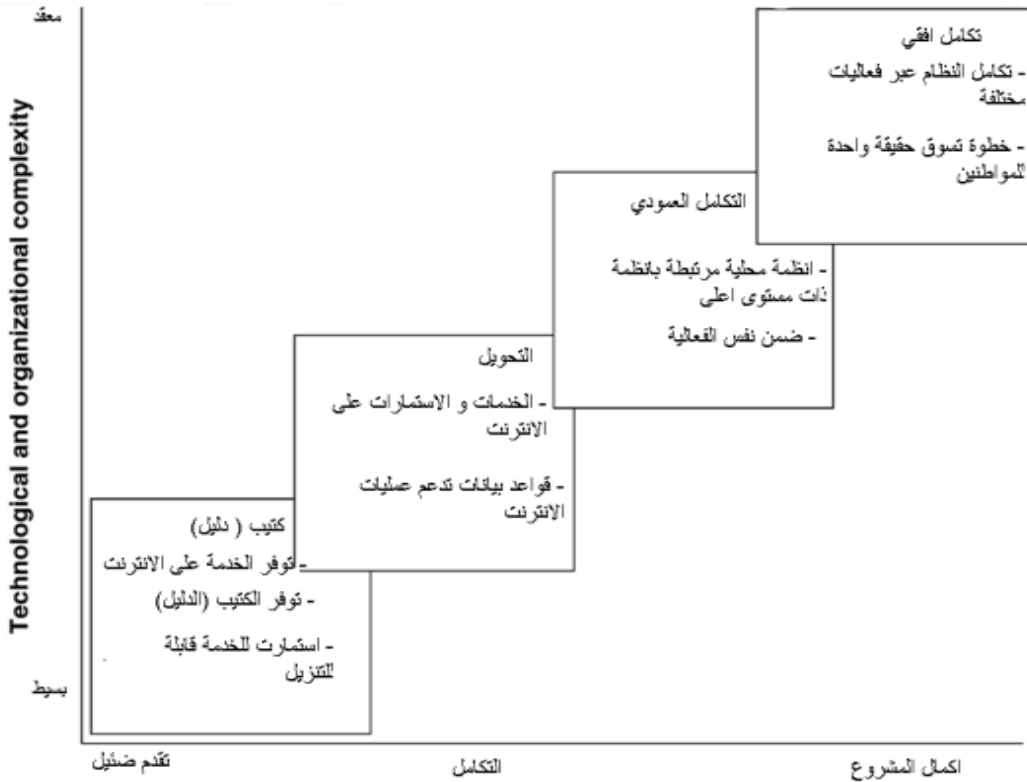 معقد
Technological and organizational complexity
بسيط
تكامل افقي
- تكامل النظام عبر فعاليات
مختلفة
- خطوة تسوق حقيقة واحدة
للمواطنين
التكامل العمودي
- انظمة محلية مرتبطة بانظمة
ذات مستوى اعلى
- ضمن نفس الفعالية
التحويل
- الخدمات و الاستمارات على
الانترنت
- قواعد بيانات تدعم عمليات
الانترنت
كتيب ( دليل)
- توفر الخدمة على الانترنت
- توفر الكتيب (الدليل)
- استمارت للخدمة قابلة
للتنزيل
تقدم ضئيل
التكامل
اكمال المشروع